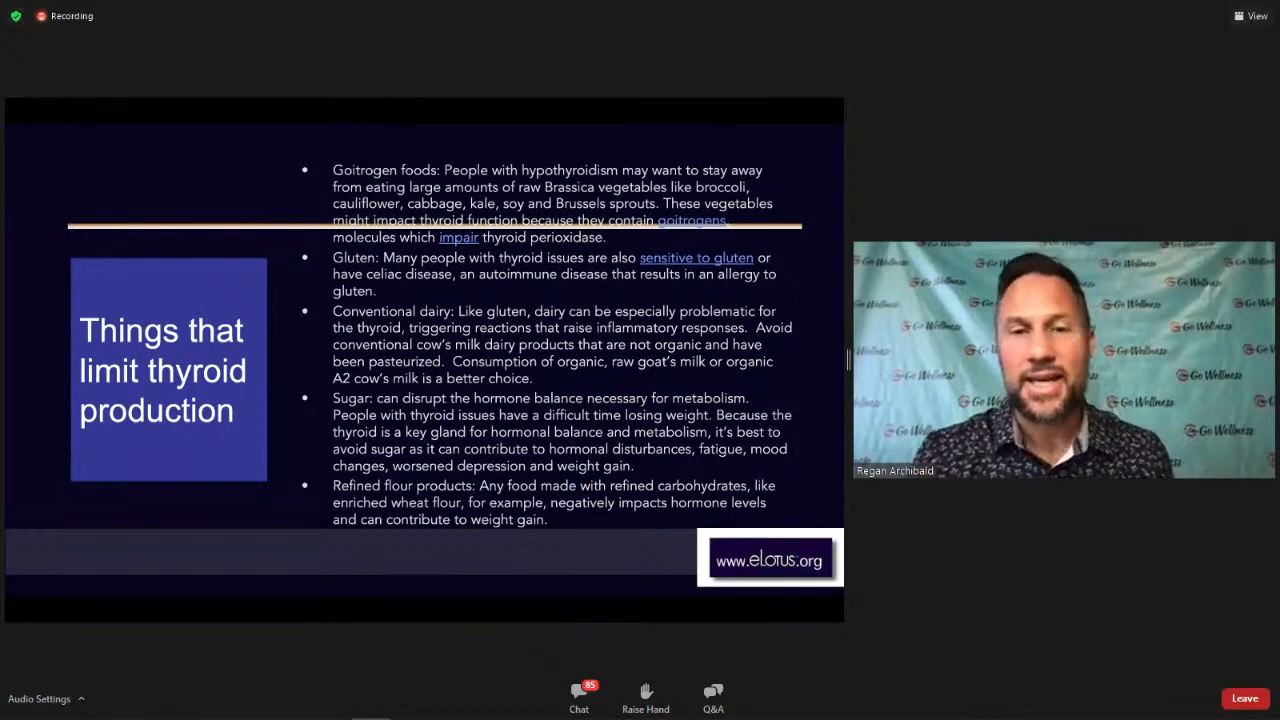 Recording
View
• Goitrogen foods: People with hypothyroidism may want to stay away
from eating large amounts of raw Brassica vegetables like broccoli,
cauliflower, cabbage, kale, soy and Brussels sprouts. These vegetables
might impact thyroid function because they contain goitrogens,
molecules which impair thyroid perioxidase.
• Gluten: Many people with thyroid issues are also sensitive to gluten or
have celiac disease, an autoimmune disease that results in an allergy to
gluten.
• Conventional dairy: Like gluten, dairy can be especially problematic for
the thyroid, triggering reactions that raise inflammatory responses. Avoid
conventional cow's milk dairy products that are not organic and have
been pasteurized. Consumption of organic, raw goat's milk or organic
A2 cow's milk is a better choice.
• Sugar: can disrupt the hormone balance necessary for metabolism.
People with thyroid issues have a difficult time losing weight. Because the
thyroid is a key gland for hormonal balance and metabolism, it's best to
avoid sugar as it can contribute to hormonal disturbances, fatigue, mood
changes, worsened depression and weight gain.
• Refined flour products: Any food made with refined carbohydrates, like
enriched wheat flour, for example, negatively impacts hormone levels
and can contribute to weight gain.
Things that
limit thyroid
production
www.eLotus.org
Go Wellness
Regan Archibald
Audio Settings
85
Chat
Raise Hand
Q&A
Leave